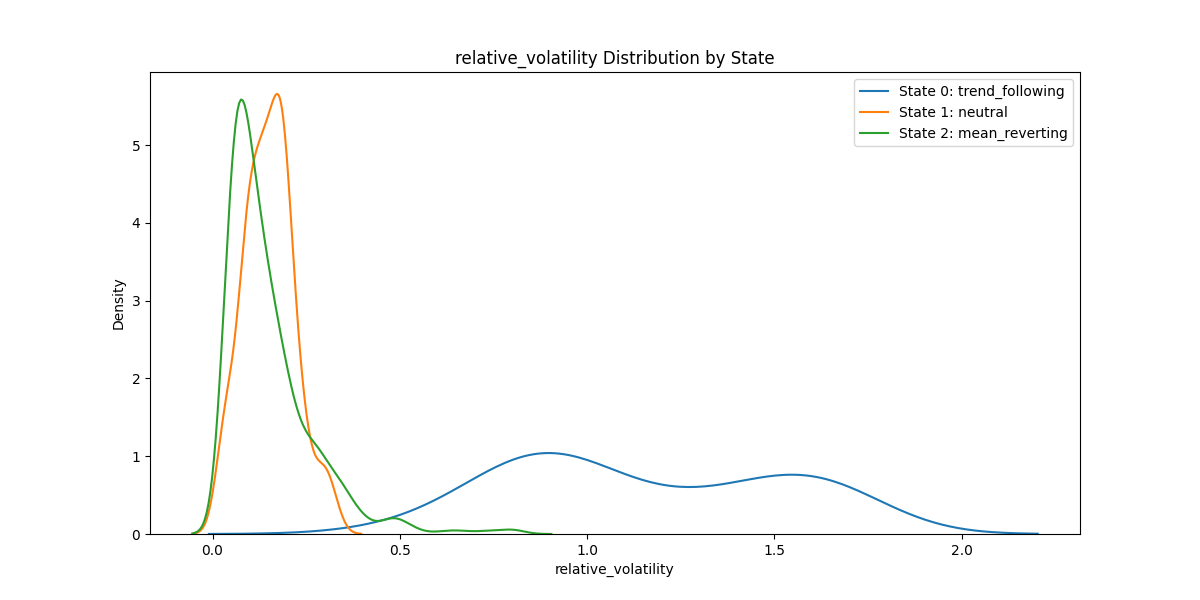 relative_volatility Distribution by State
State 0: trend_following
State 1: neutral
State 2: mean_reverting
Density
5
4
3
2
1
0
0.0 0.5 1.0 1.5 2.0
relative_volatility